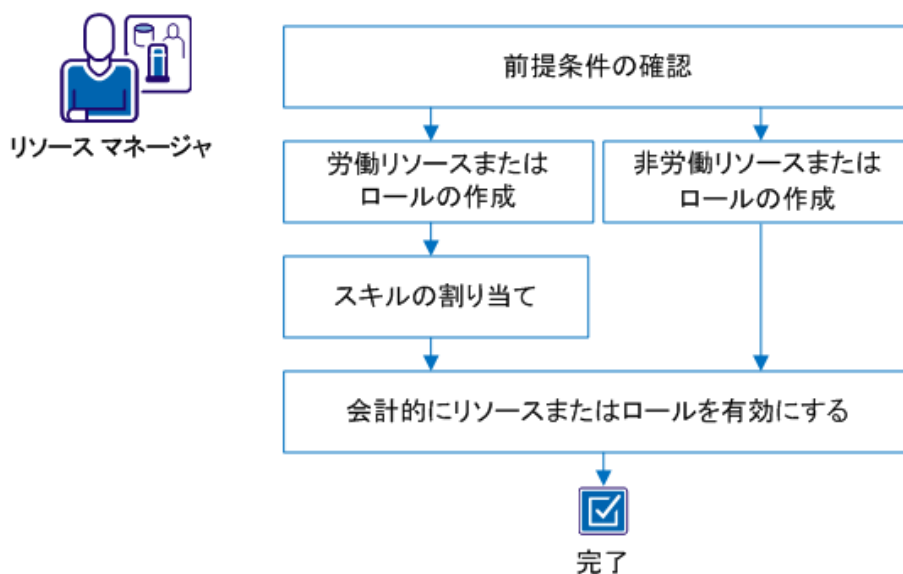 前提条件の確認
リソース マネージャ
労働リソースまたは
ロールの作成
非労働リソースまたは
ロールの作成
スキルの割り当て
会計的にリソースまたはロールを有効にする
完了